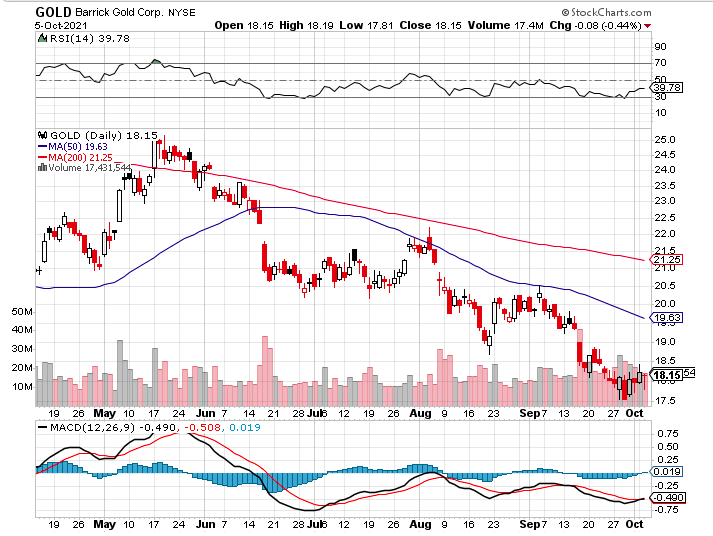 GOLD Barrick Gold Corp. NYSE © StockCharts.com
5-Oct-2021 Open 18.15 High 18.19 Low 17.81 Close 18.15 Volume 17.4M Chg -0.08 (-0.44%)
RSI(14) 39.78
90
70
50
39.78
30
10
GOLD (Daily) 18.15
MA(50) 19.63
MA(200) 21.25
Volume 17,431,544
25.0
24.5
24.0
23.5
23.0
22.5
22.0
21.5
21.25
21.0
20.5
20.0
19.63
19.5
19.0
18.5
18.15
18.0
17.5
50M
40M
30M
20M
10M
19 26 May 10 17 24 Jun 7 14 21 28 Jul 6 12 19 26 Aug 9 16 23 Sep 7 13 20 27 Oct
MACD(12,26,9) -0.490, -0.508, 0.019
0.75
0.50
0.25
0.019
-0.25
-0.490
-0.75
19 26 May 10 17 24 Jun 7 14 21 28 Jul 6 12 19 26 Aug 9 16 23 Sep 7 13 20 27 Oct